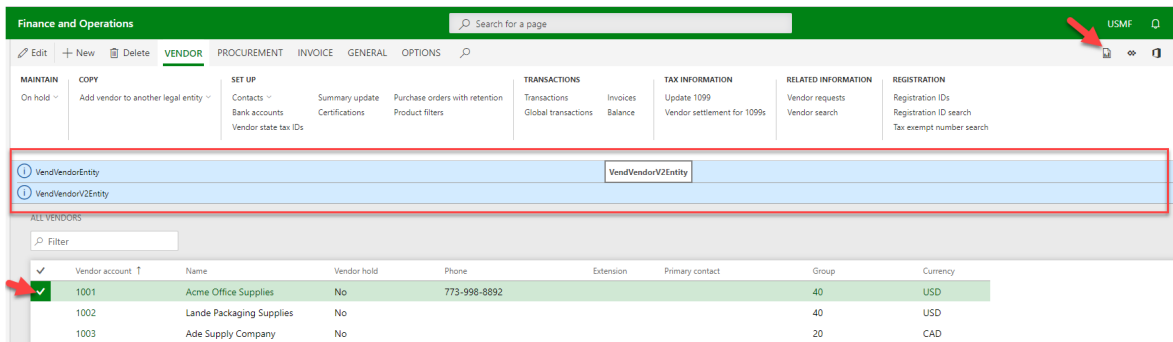 Finance and Operations Search for a page USMF
Edit New Delete VENDOR PROCUREMENT INVOICE GENERAL OPTIONS
MAINTAIN COPY SET UP TRANSACTIONS TAX INFORMATION RELATED INFORMATION REGISTRATION
On hold Add vendor to another legal entity Contacts Summary update Purchase orders with retention Transactions Invoices Update 1099 Vendor requests Registration IDs
Bank accounts Certifications Product filters Global transactions Balance Vendor settlement for 1099s Vendor search Registration ID search
Vendor state tax IDs Tax exempt number search
VendVendorEntity VendVendorV2Entity
VendVendorV2Entity
ALL VENDORS
Filter
Vendor account Name Vendor hold Phone Extension Primary contact Group Currency
1001 Acme Office Supplies No 773-998-8892 40 USD
1002 Lande Packaging Supplies No 40 USD
1003 Ade Supply Company No 20 CAD